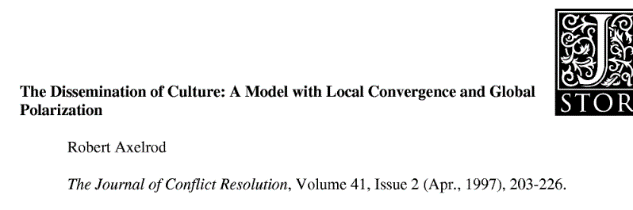 J
STOR
The Dissemination of Culture: A Model with Local Convergence and Global
Polarization
Robert Axelrod
The Journal of Conflict Resolution, Volume 41, Issue 2 (Apr., 1997), 203-226.